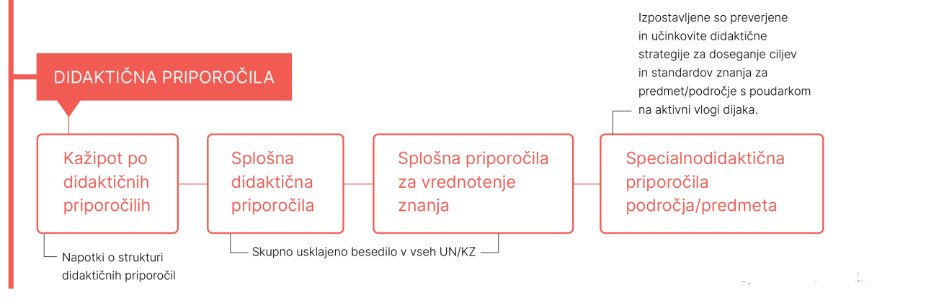 Izpostavljene so preverjene
in učinkovite didaktične
strategije za doseganje ciljev
in standardov znanja za
predmet/področje s poudarkom
na aktivni vlogi dijaka.
DIDAKTIČNA PRIPOROČILA
Kažipot po
didaktičnih
priporočilih
Splošna
didaktična
priporočila
Splošna priporočila
za vrednotenje
znanja
Specialnodidaktična
priporočila
področja/predmeta
Napotki o strukturi
didaktičnih priporočil
Skupno usklajeno besedilo v vseh UN/KZ